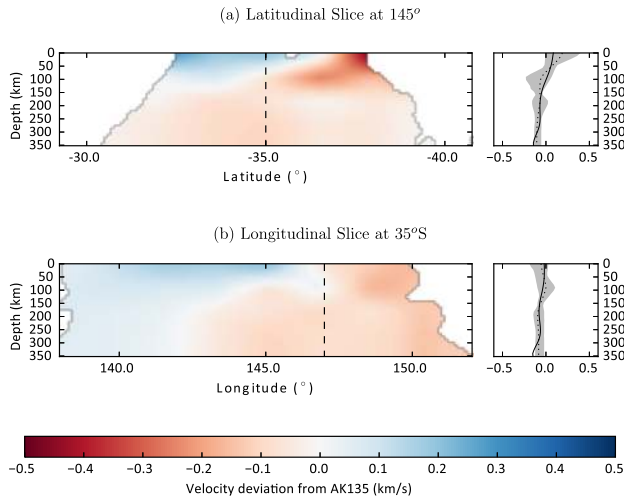 (a) Latitudinal Slice at 145°
0
50
100
150
200
250
300
350
Depth (km)
-30.0 -35.0 -40.0
Latitude (°)
0
50
100
150
200
250
300
350
−0.5 0.0 0.5
(b) Longitudinal Slice at 35°S
0
50
100
150
200
250
300
350
Depth (km)
140.0 145.0 150.0
Longitude (°)
0
50
100
150
200
250
300
350
−0.5 0.0 0.5
−0.5 −0.4 −0.3 −0.2 −0.1 0.0 0.1 0.2 0.3 0.4 0.5
Velocity deviation from AK135 (km/s)